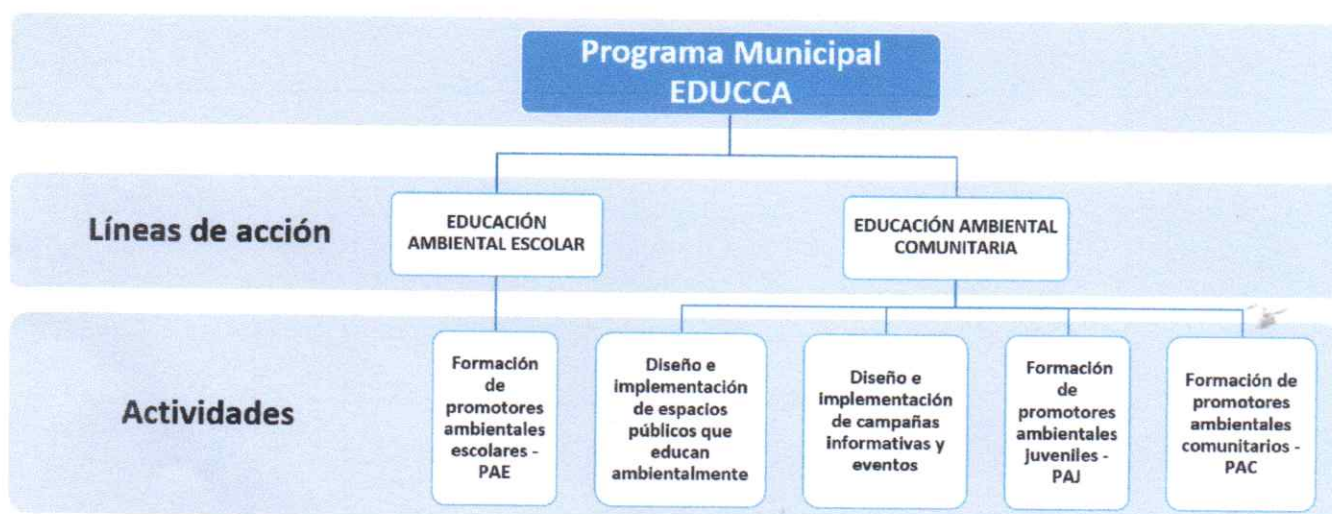 Programa Municipal
EDUCCA
Líneas de acción
EDUCACIÓN
AMBIENTAL ESCOLAR
EDUCACIÓN AMBIENTAL
COMUNITARIA
Actividades
Formación
de
promotores
ambientales
escolares -
PAE
Diseño e
implementación
de espacios
públicos que
educan
ambientalmente
Diseño e
implementación
de campañas
informativas y
eventos
Formación
de
promotores
ambientales
juveniles -
PAJ
Formación de
promotores
ambientales
comunitarios -
PAC